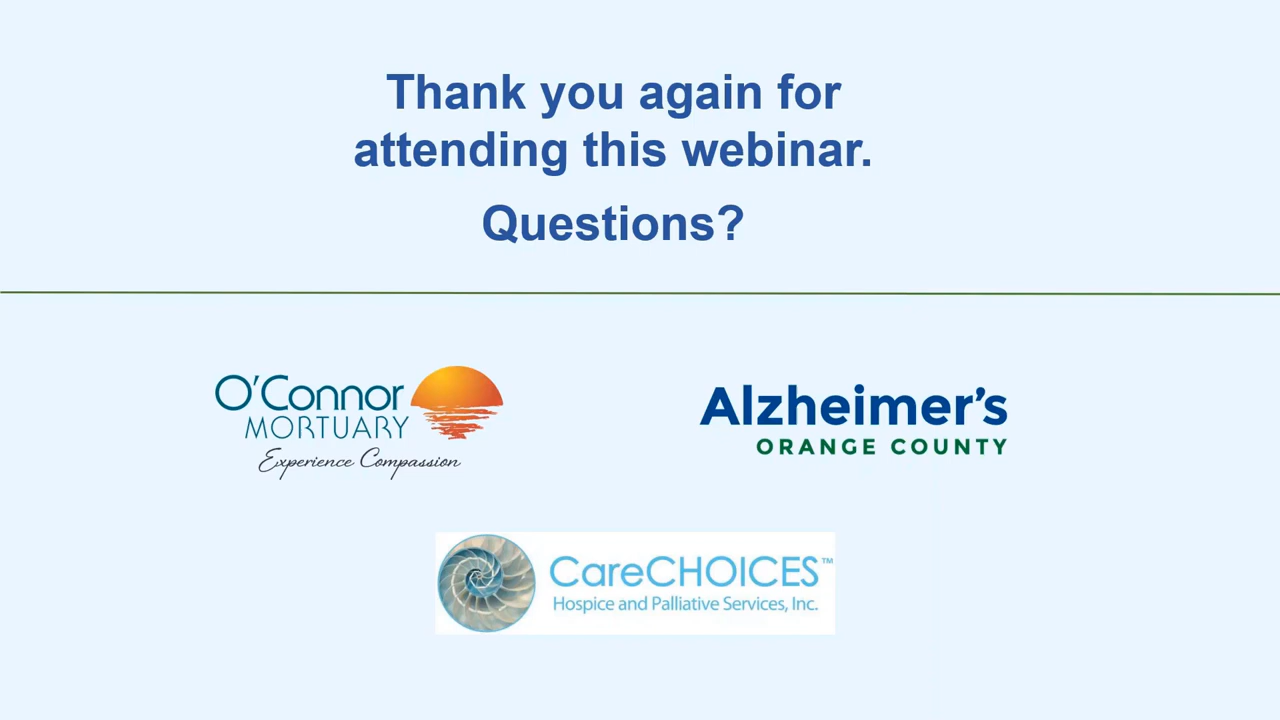 Thank you again for
attending this webinar.
Questions?
O'Connor
MORTUARY
Experience Compassion
Alzheimer's
ORANGE COUNTY
CareCHOICES™
Hospice and Palliative Services, Inc.